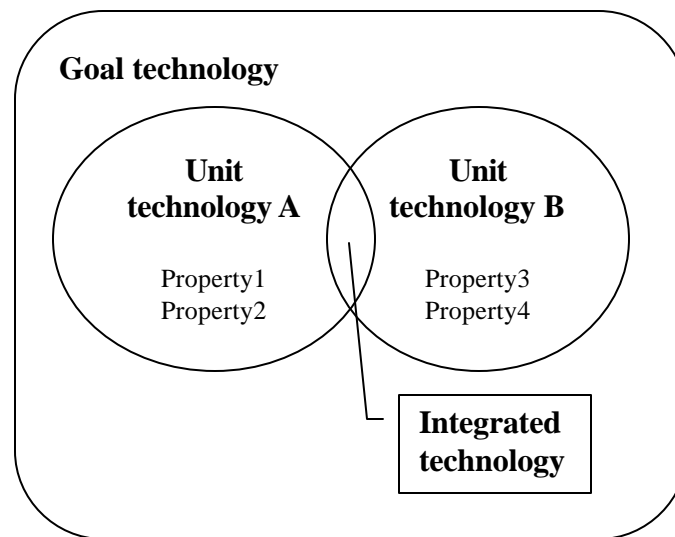 Goal technology
Unit
technology A
Unit
technology B
Property1
Property2
Property3
Property4
Integrated
technology